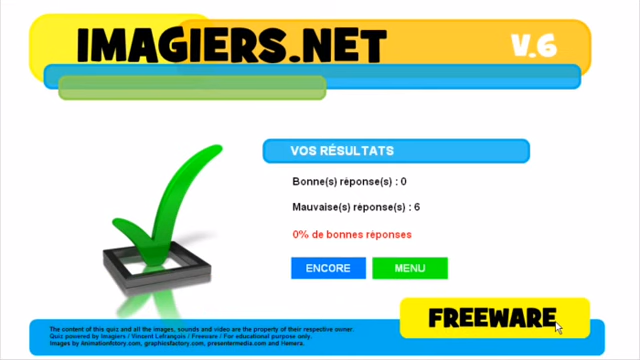 IMAGIERS.NET
V.6
VOS RÉSULTATS
Bonne(s) réponse(s) : 0
Mauvaise(s) réponse(s) : 6
0% de bonnes réponses
ENCORE
MENU
FREEWARE
The content of this quiz and all the images, sounds and video are the property of their respective owner.
Quiz powered by Imagiers / Vincent Lefrançois / Freeware / For educational purpose only.
Images by Animationfctory.com, graphicsfactory.com, presentermedia.com and Hemera.